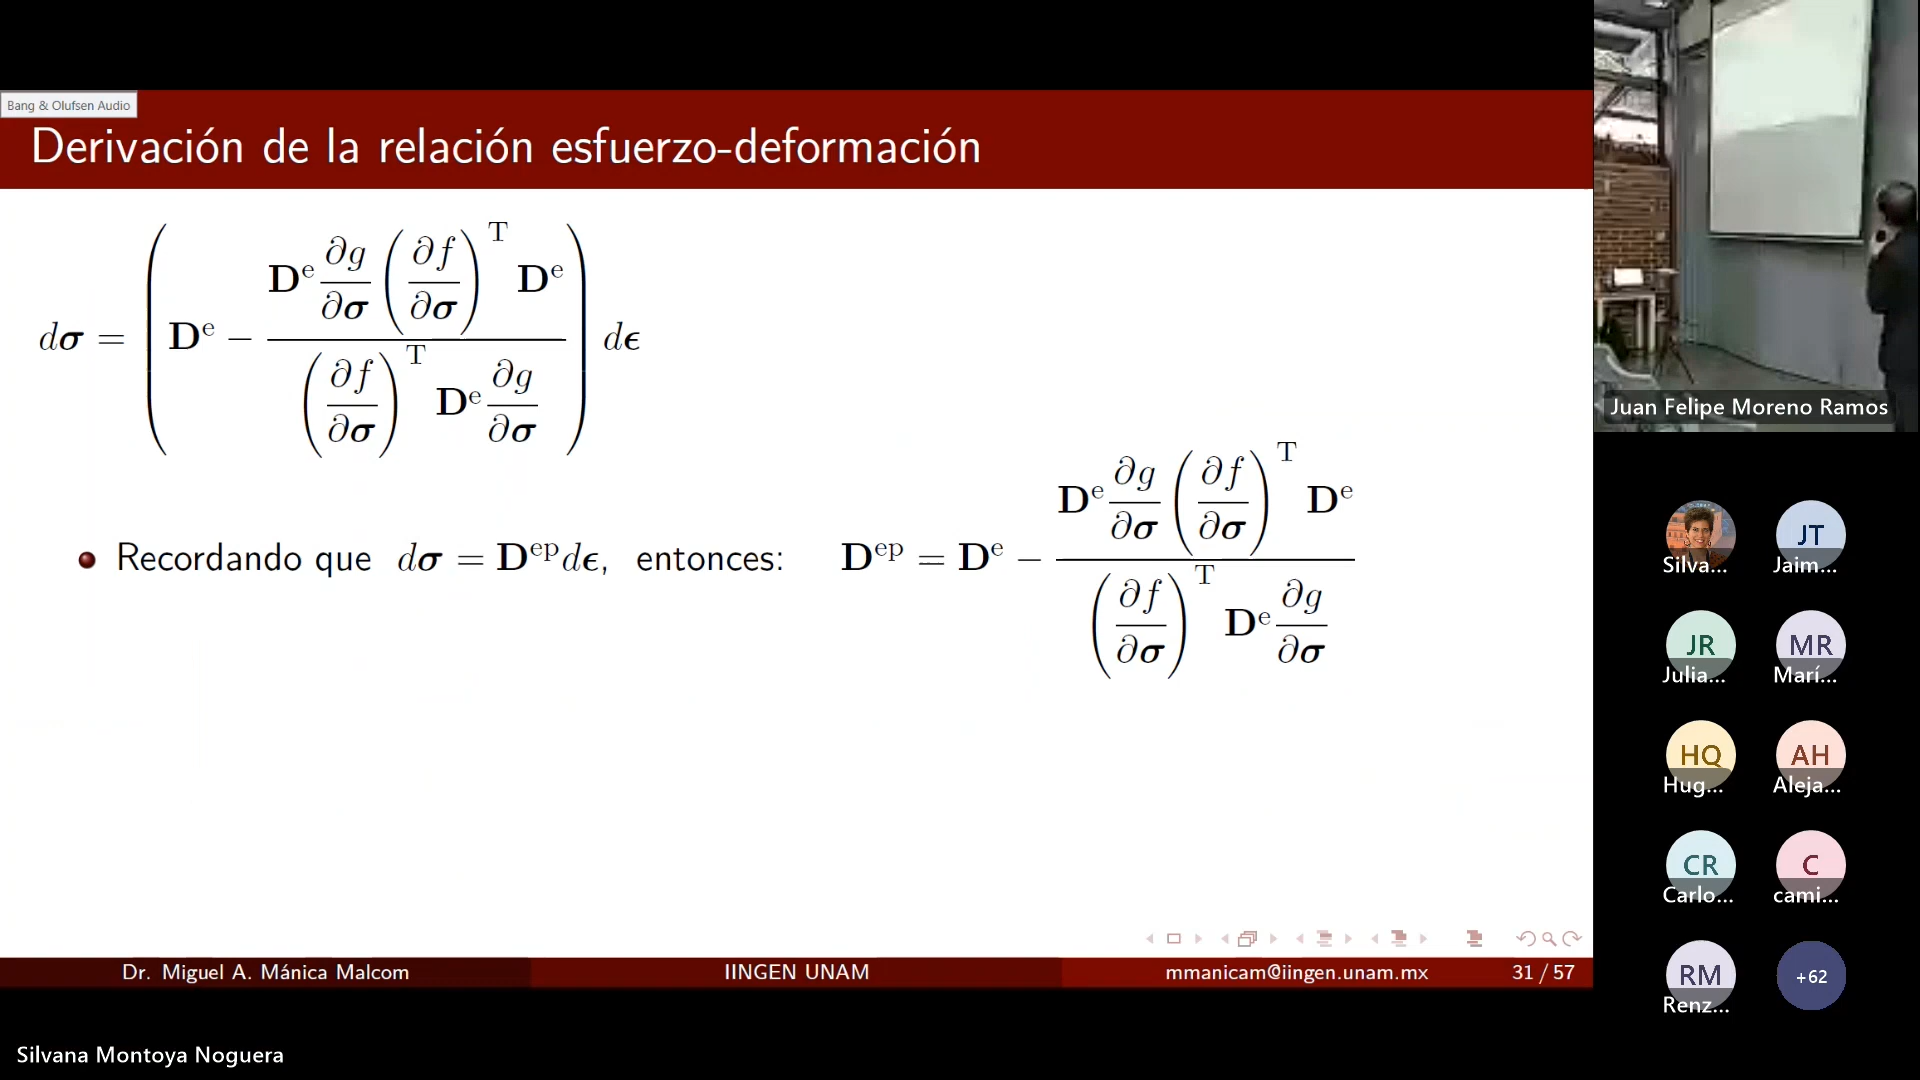 Bang & Olufsen Audio
Derivación de la relación esfuerzo-deformación
d𝝈 = ( Dᵉ − (Dᵉ ∂g/∂𝝈 (∂f/∂𝝈)ᵀ Dᵉ) / ((∂f/∂𝝈)ᵀ Dᵉ ∂g/∂𝝈) ) d𝝐
Recordando que d𝝈 = Dᵉᵖd𝝐, entonces: Dᵉᵖ = Dᵉ − (Dᵉ ∂g/∂𝝈 (∂f/∂𝝈)ᵀ Dᵉ) / ((∂f/∂𝝈)ᵀ Dᵉ ∂g/∂𝝈)
Dr. Miguel A. Mánica Malcom IINGEN UNAM mmanicam@iingen.unam.mx 31 / 57
Silvana Montoya Noguera
Juan Felipe Moreno Ramos
Silva...
JT
Jaim...
JR
Julia...
MR
Marí...
HQ
Hug...
AH
Aleja...
CR
Carlo...
C
cami...
RM
Renz...
+62